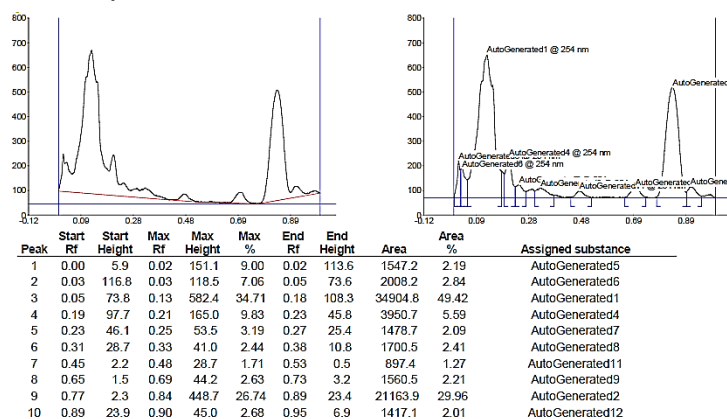 800
700
600
500
400
300
200
100
-0.12 0.09 0.28 0.48 0.69 0.89
800
700
600
500
400
300
200
100
-0.12 0.09 0.28 0.48 0.69 0.89
AutoGenerated1 @ 254 nm
AutoGenerated
AutoGenerated4 @ 254 nm
Start Start Max Max Max End End Area
Peak Rf Height Rf Height % Rf Height Area % Assigned substance
1 0.00 5.9 0.02 151.1 9.00 0.02 113.6 1547.2 2.19 AutoGenerated5
2 0.03 116.8 0.03 118.5 7.06 0.05 73.6 2008.2 2.84 AutoGenerated6
3 0.05 73.8 0.13 582.4 34.71 0.18 108.3 34904.8 49.42 AutoGenerated1
4 0.19 97.7 0.21 165.0 9.83 0.23 45.8 3950.7 5.59 AutoGenerated4
5 0.23 46.1 0.25 53.5 3.19 0.27 25.4 1478.7 2.09 AutoGenerated7
6 0.31 28.7 0.33 41.0 2.44 0.38 10.8 1700.5 2.41 AutoGenerated8
7 0.45 2.2 0.48 28.7 1.71 0.53 0.5 897.4 1.27 AutoGenerated11
8 0.65 1.5 0.69 44.2 2.63 0.73 3.2 1560.5 2.21 AutoGenerated9
9 0.77 2.3 0.84 448.7 26.74 0.89 23.4 21163.9 29.96 AutoGenerated2
10 0.89 23.9 0.90 45.0 2.68 0.95 6.9 1417.1 2.01 AutoGenerated12